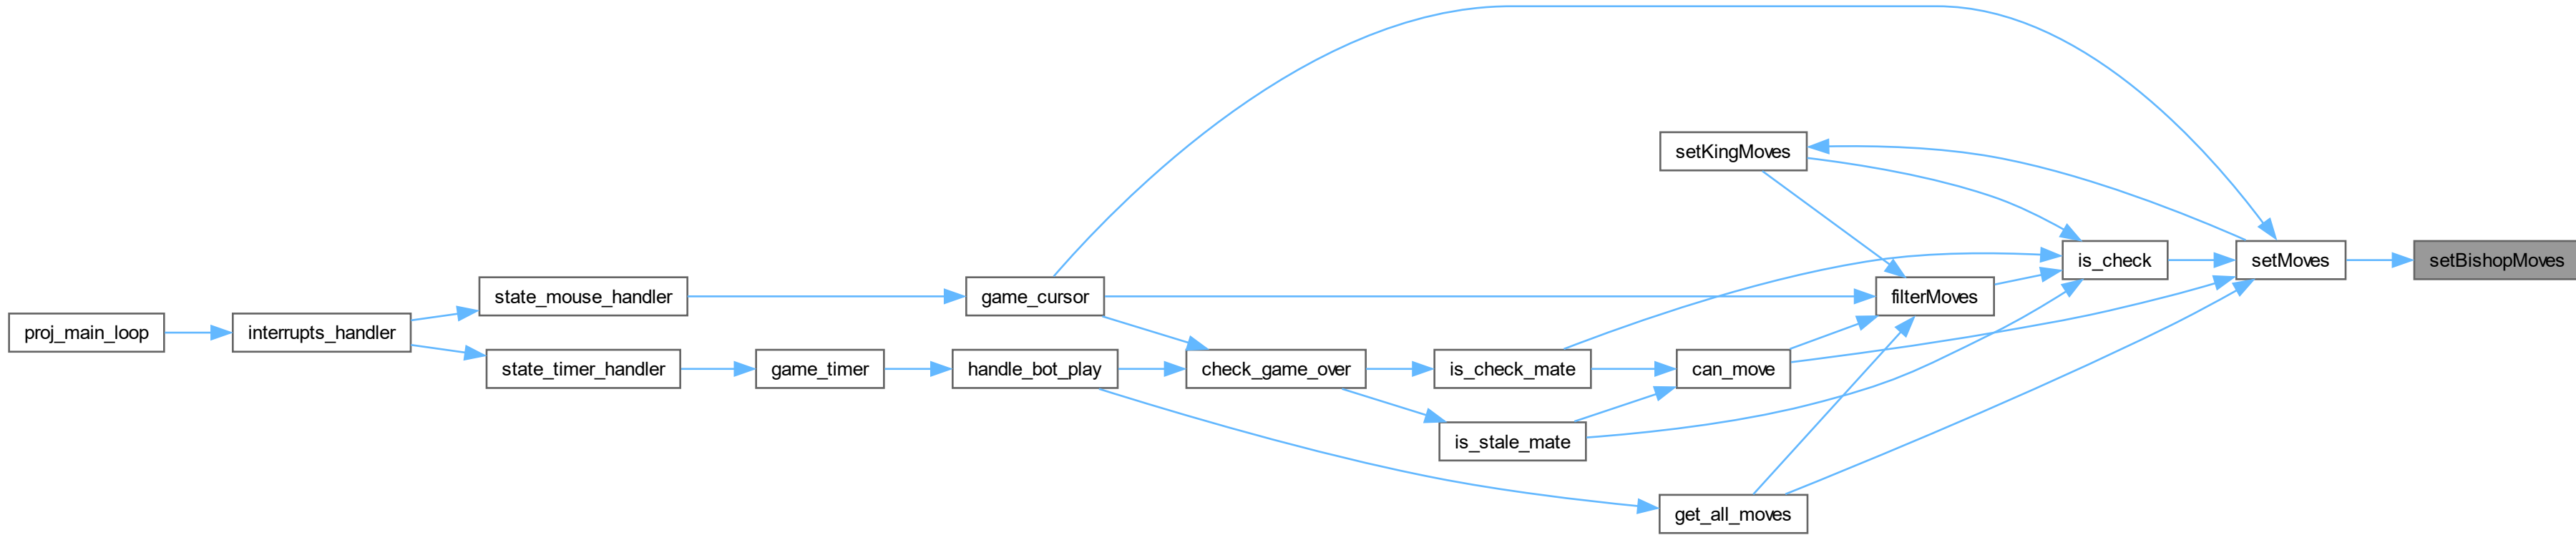 proj_main_loop
interrupts_handler
state_mouse_handler
state_timer_handler
game_timer
game_cursor
handle_bot_play
check_game_over
is_check_mate
is_stale_mate
setKingMoves
can_move
get_all_moves
filterMoves
is_check
setMoves
setBishopMoves